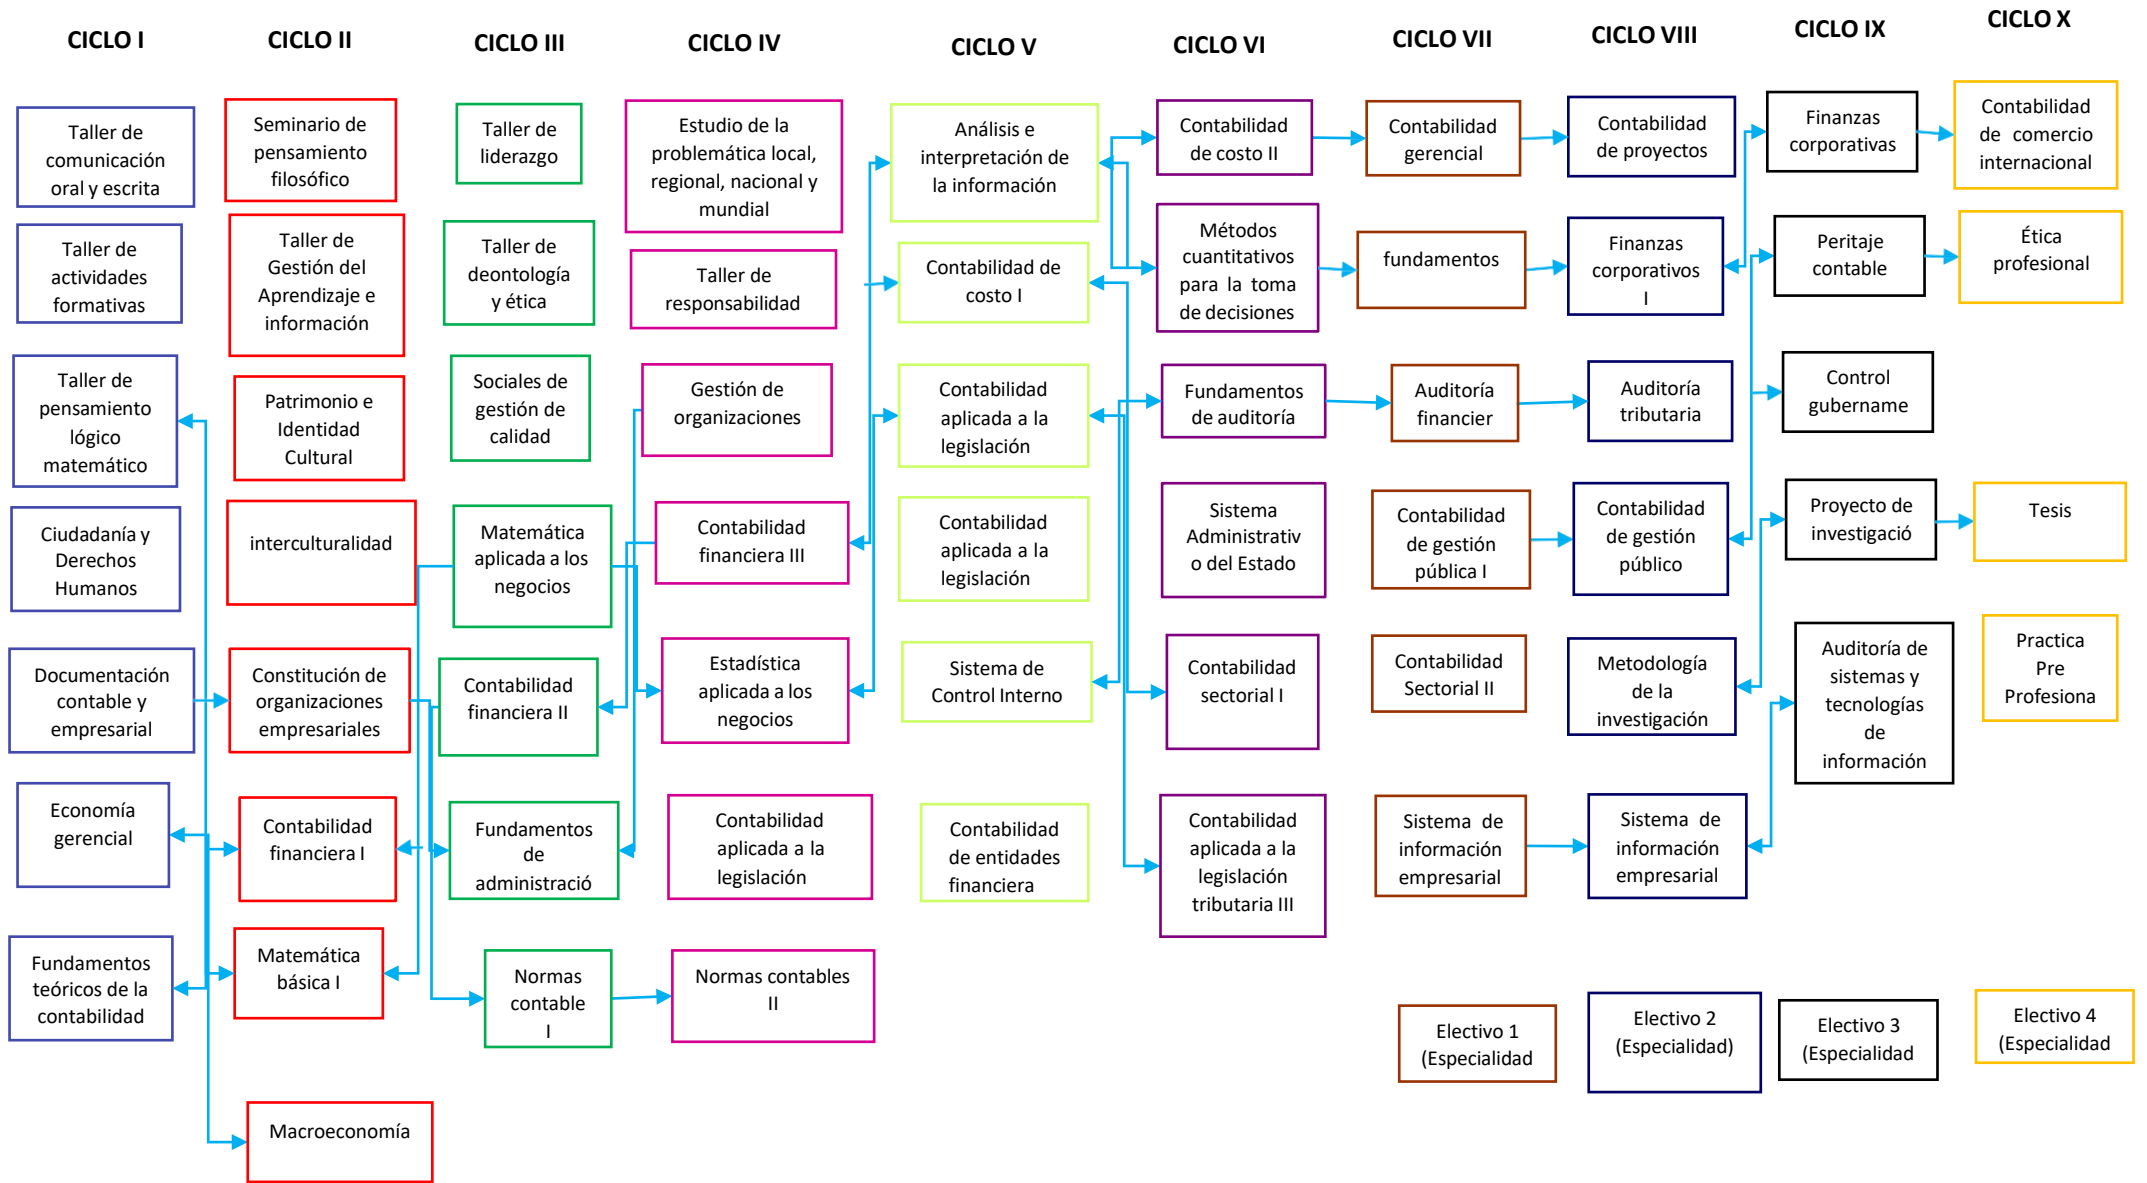 CICLO I
CICLO II
CICLO III
CICLO IV
CICLO V
CICLO VI
CICLO VII
CICLO VIII
CICLO IX
CICLO X
Taller de
comunicación
oral y escrita
Taller de
actividades
formativas
Taller de
pensamiento
lógico
matemático
Ciudadanía y
Derechos
Humanos
Documentación
contable y
empresarial
Economía
gerencial
Fundamentos
teóricos de la
contabilidad
Seminario de
pensamiento
filosófico
Taller de
Gestión del
Aprendizaje e
información
Patrimonio e
Identidad
Cultural
interculturalidad
Constitución de
organizaciones
empresariales
Contabilidad
financiera I
Matemática
básica I
Macroeconomía
Taller de
liderazgo
Taller de
deontología
y ética
Sociales de
gestión de
calidad
Matemática
aplicada a los
negocios
Contabilidad
financiera II
Fundamentos
de
administració
Normas
contable
I
Estudio de la
problemática local,
regional, nacional y
mundial
Taller de
responsabilidad
Gestión de
organizaciones
Contabilidad
financiera III
Estadística
aplicada a los
negocios
Contabilidad
aplicada a la
legislación
Normas contables
II
Análisis e
interpretación de
la información
Contabilidad de
costo I
Contabilidad
aplicada a la
legislación
Contabilidad
aplicada a la
legislación
Sistema de
Control Interno
Contabilidad
de entidades
financiera
Contabilidad
de costo II
Métodos
cuantitativos
para la toma
de decisiones
Fundamentos
de auditoría
Sistema
Administrativ
o del Estado
Contabilidad
sectorial I
Contabilidad
aplicada a la
legislación
tributaria III
Contabilidad
gerencial
fundamentos
Auditoría
financier
Contabilidad
de gestión
pública I
Contabilidad
Sectorial II
Sistema de
información
empresarial
Electivo 1
(Especialidad
Contabilidad
de proyectos
Finanzas
corporativos
I
Auditoría
tributaria
Contabilidad
de gestión
público
Metodología
de la
investigación
Sistema de
información
empresarial
Electivo 2
(Especialidad)
Finanzas
corporativas
Peritaje
contable
Control
gubername
Proyecto de
investigació
Auditoría de
sistemas y
tecnologías
de
información
Electivo 3
(Especialidad
Contabilidad
de comercio
internacional
Ética
profesional
Tesis
Practica
Pre
Profesiona
Electivo 4
(Especialidad